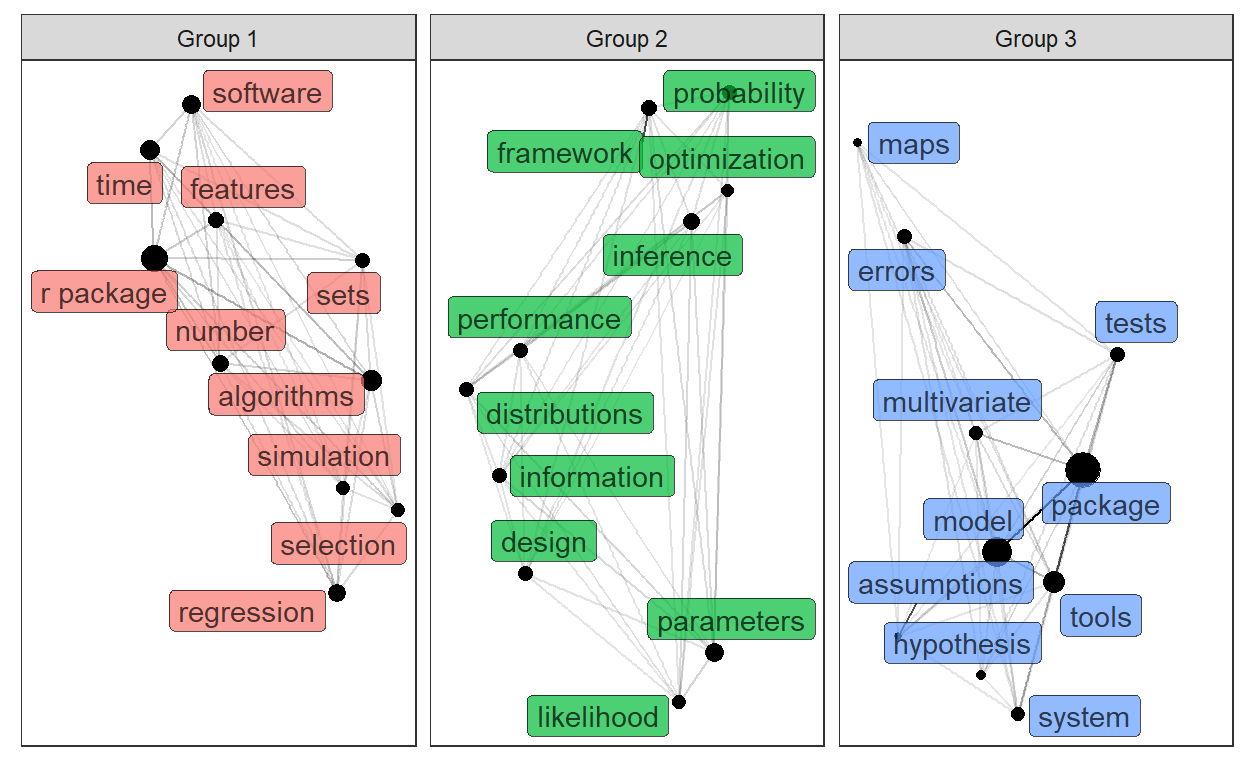 Group 1
software
time
features
r package
sets
number
algorithms
simulation
selection
regression
Group 2
probability
framework
optimization
inference
performance
distributions
information
design
parameters
likelihood
Group 3
maps
errors
tests
multivariate
package
model
assumptions
tools
hypothesis
system